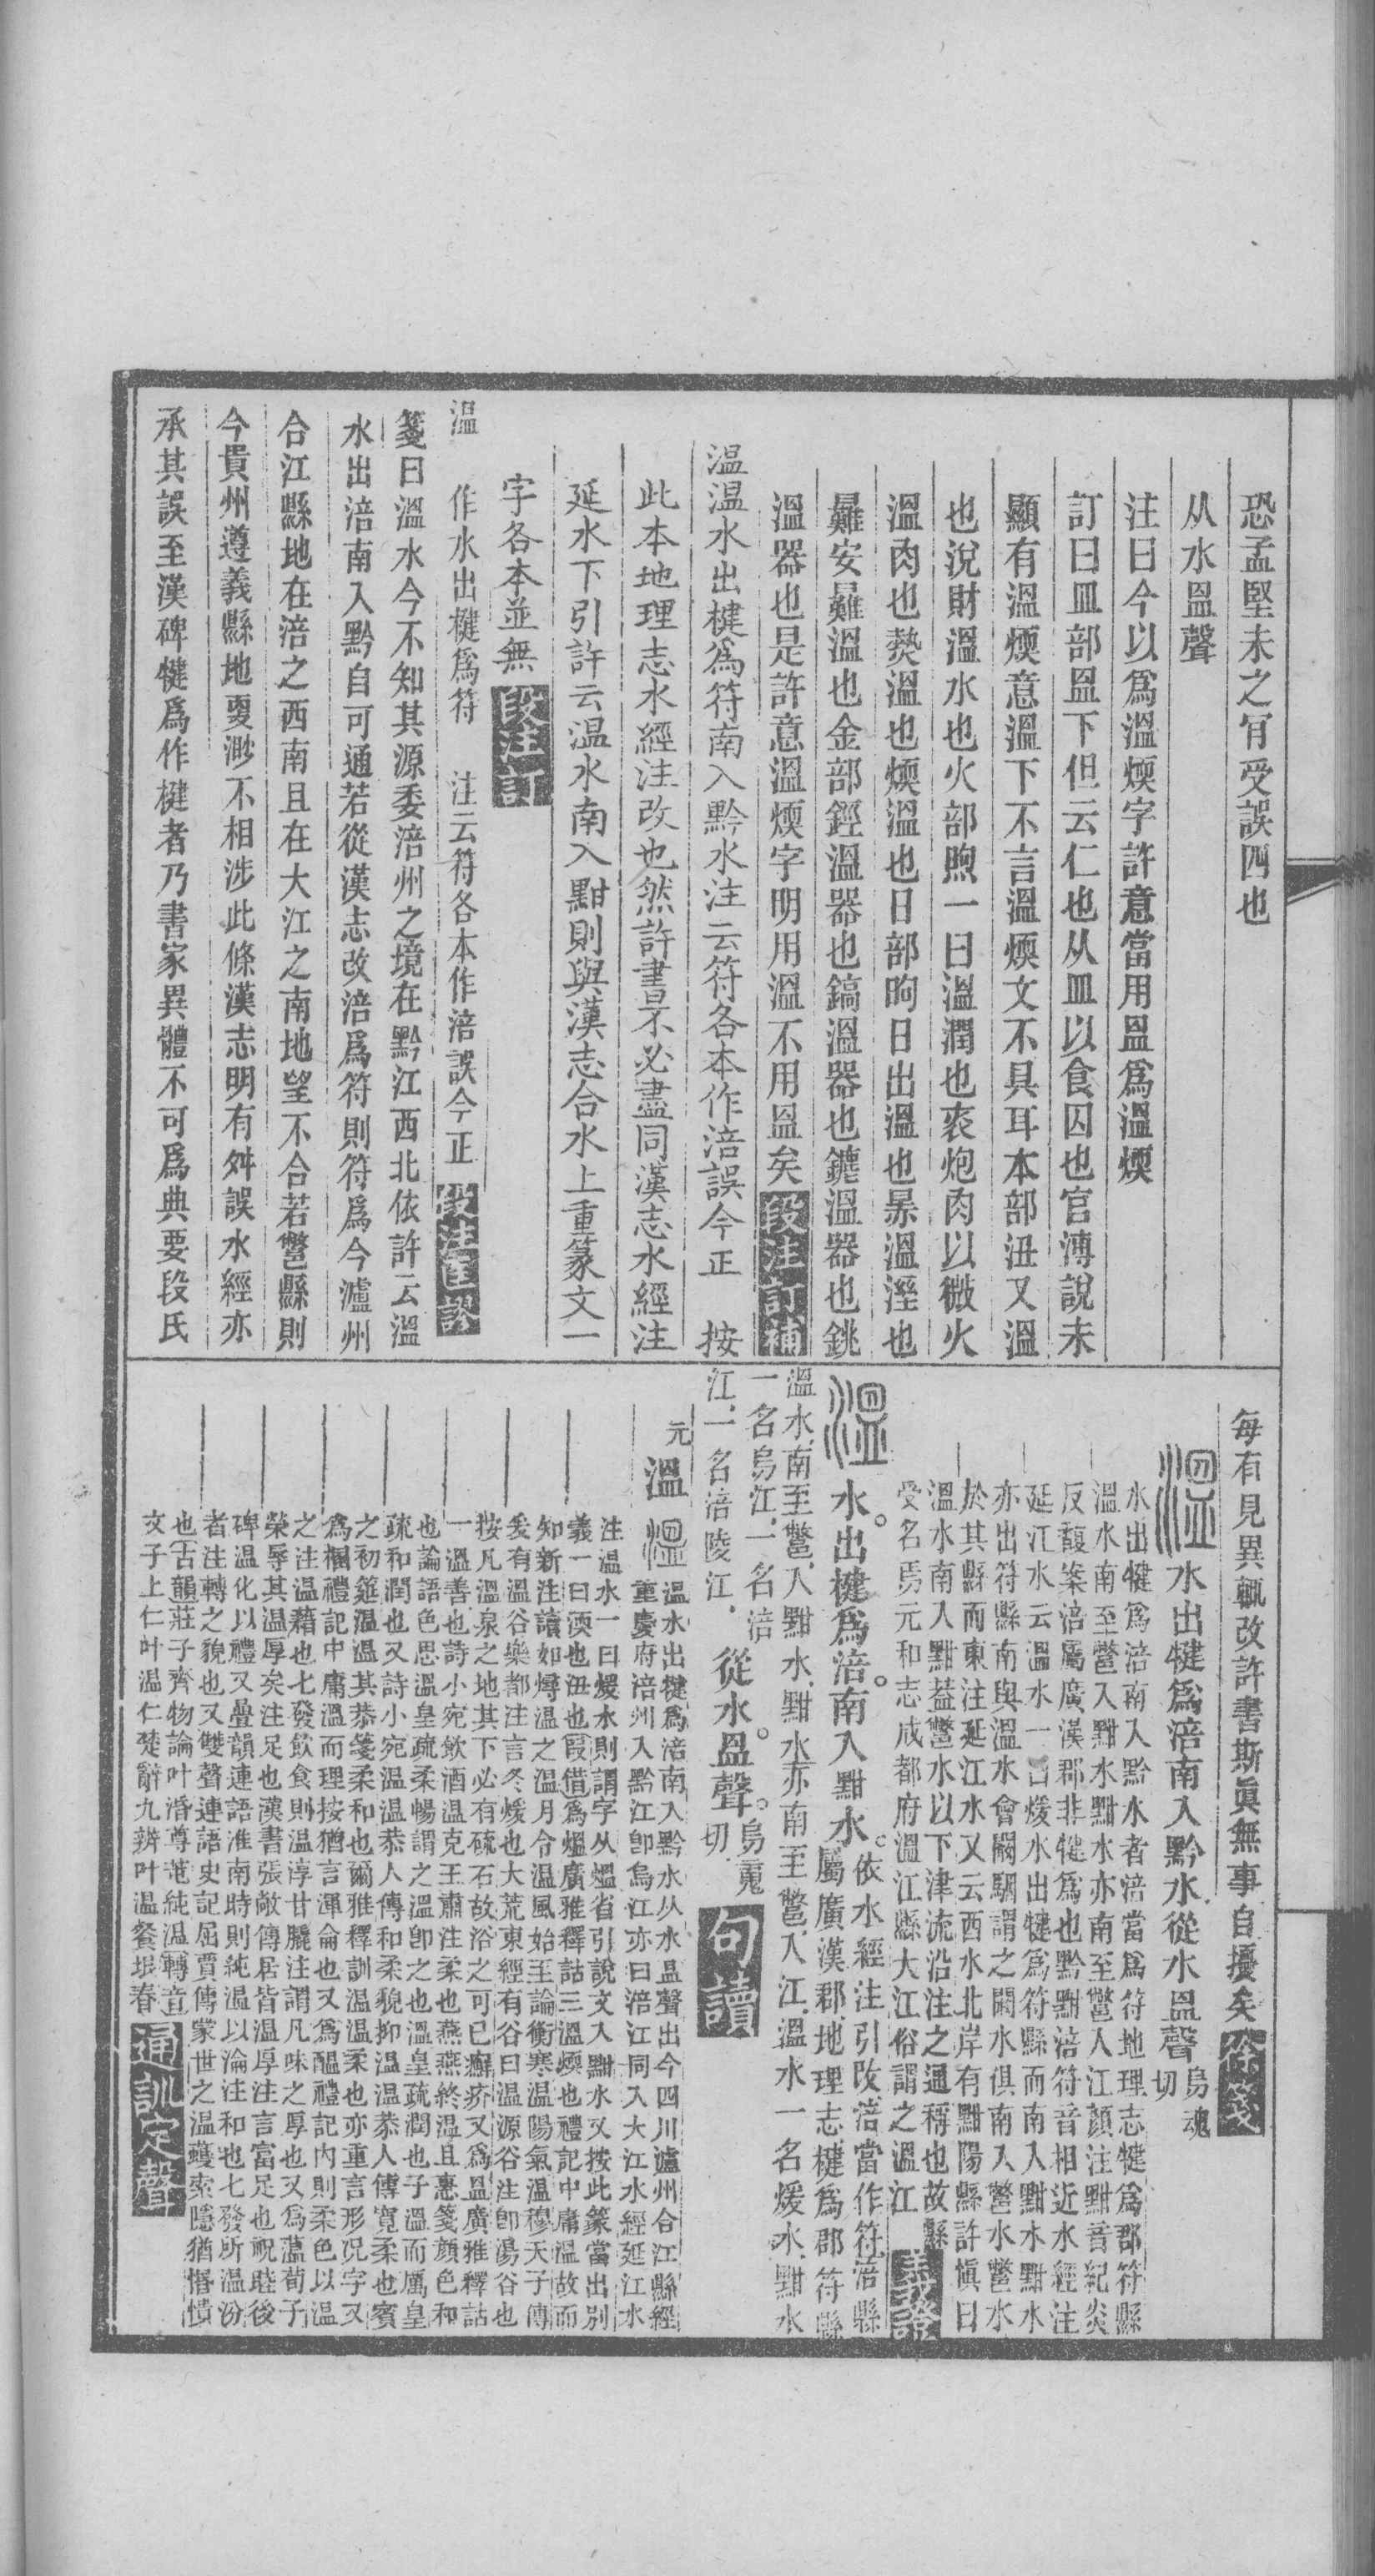 恐孟堅未之肎受誤四也
从水𥁕聲
注曰今以爲溫煗字許意當用𥁕爲溫煗
訂曰皿部𥁕下但云仁也从皿以食囚也官溥說未
顯有溫煗意溫下不言溫煗文不具耳本部洝又溫
也涗財溫水也火部煦一曰溫潤也衮炮肉以微火
溫肉也㷉溫也煗溫也日部昫日出溫也㬎溫溼也
㬮安㬮溫也金部鏂溫器也鎬溫器也鏕溫器也銚
溫器也是許意溫煗字明用溫不用𥁕矣段注訂補
溫溫水出楗爲符南入黔水注云符各本作涪誤今正 按
此本地理志水經注改也然許書不必盡同漢志水經注
延水下引許云溫水南入黚則與漢志合水上重篆文一
字各本並無段注訂
溫 作水出楗爲符 注云符各本作涪誤今正段注匡謬
箋曰溫水今不知其源委涪州之境在黔江西北依許云溫
水出涪南入黔自可通若從漢志改涪爲符則符爲今瀘州
合江縣地在涪之西南且在大江之南地望不合若鄨縣則
今貴州遵義縣地敻渺不相涉此條漢志明有舛誤水經亦
承其誤至漢碑犍爲作楗者乃書家異體不可爲典要段氏
每有見異輒改許書斯眞無事自擾矣徐箋
溫水出犍爲涪南入黔水從水𥁕聲烏魂切
水出犍爲涪南入黔水者涪當爲符地理志犍爲郡符縣
溫水南至鄨入黚水黚水亦南至鄨入江顏注黚音紀炎
反馥案涪屬廣漢郡非犍爲也黔黚涪符音相近水經注
延江水云溫水一曰煖水出犍爲符縣而南入黚水黚水
亦出符縣南與溫水會闞駰謂之闞水俱南入鄨水鄨水
於其縣而東注延江水又云西水北岸有黚陽縣許愼曰
溫水南入黚葢鄨水以下津流沿注之通稱也故縣
受名焉元和志成都府溫江縣大江俗謂之溫江義證
溫水。出楗爲涪。南入黚水。依水經注引改涪當作符涪縣屬廣漢郡、地理志、楗爲郡符縣
溫水、南至鄨、入黚水、黚水亦南至鄨、入江、溫水一名煖水、黚水
一名烏江、一名涪江、一名涪陵江、從水。𥁕聲。烏䰟切句讀
元 溫 溫水出楗爲涪南入黔水从水𥁕聲出今四川瀘州合江縣經
重慶府涪州入黔江卽烏江亦曰涪江同入大江水經延江水
注溫水一曰煖水則謂字从熅省引說文入黚水又按此篆當出別
義一曰渜也洝也叚借爲熅廣雅釋詁三溫煗也禮記中庸溫故而
知新注讀如燖溫之溫月令溫風始至論衡寒溫陽氣溫穆天子傳
爰有溫谷樂都注言冬煖也大荒東經有谷曰溫源谷注卽湯谷也
按凡溫泉之地其下必有硫石故浴之可已癬疥又爲𥁕廣雅釋詁
一溫善也詩小宛飲酒溫克王肅注柔也燕燕終溫且惠箋顏色和
也論語色思溫皇疏柔暢謂之溫卽之也溫皇疏潤也子溫而厲皇
疏和潤也又詩小宛溫溫恭人傳和柔貌抑溫溫恭人傳寬柔也賓
之初筵溫溫其恭箋柔和也爾雅釋訓溫溫柔也亦重言形況字又
爲榅禮記中庸溫而理按猶言渾侖也又爲醞禮記內則柔色以溫
之注溫藉也七發飲食則溫淳甘膬注謂凡味之厚也又爲薀荀子
榮辱其溫厚矣注足也漢書張敞傳居皆溫厚注言富足也祝睦後
碑溫化以禮又疊韻連語淮南時則純溫以淪注和也七發所溫汾
者注轉之貌也又雙聲連語史記屈賈傳蒙世之溫蠖索隱猶惛憒
也古韻莊子齊物論叶涽尊芚純溫轉音
文子上仁叶溫仁楚辭九辨叶溫餐垠春通訓定聲